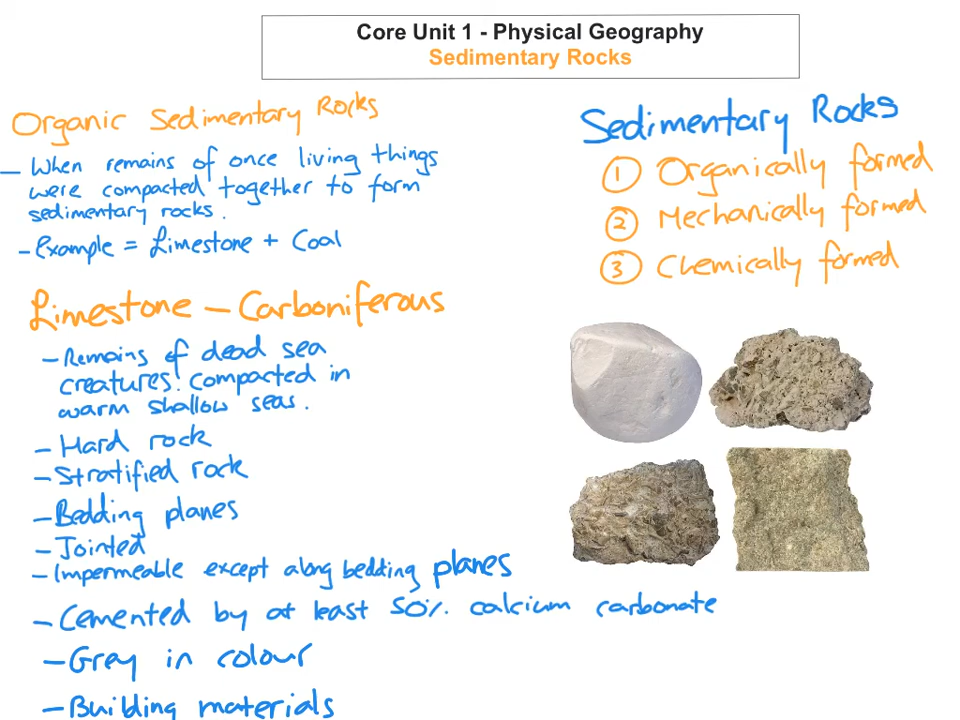 Core Unit 1 - Physical Geography
Sedimentary Rocks
Organic Sedimentary Rocks
- When remains of once living things
were compacted together to form
sedimentary rocks.
- Example = Limestone + Coal
Limestone - Carboniferous
- Remains of dead sea
creatures. Compacted in
warm shallow seas.
- Hard rock
- Stratified rock
- Bedding planes
- Jointed
- Impermeable except along bedding planes
- Cemented by at least 50% calcium carbonate
- Grey in colour
- Building materials
Sedimentary Rocks
1 Organically formed
2 Mechanically formed
3 Chemically formed